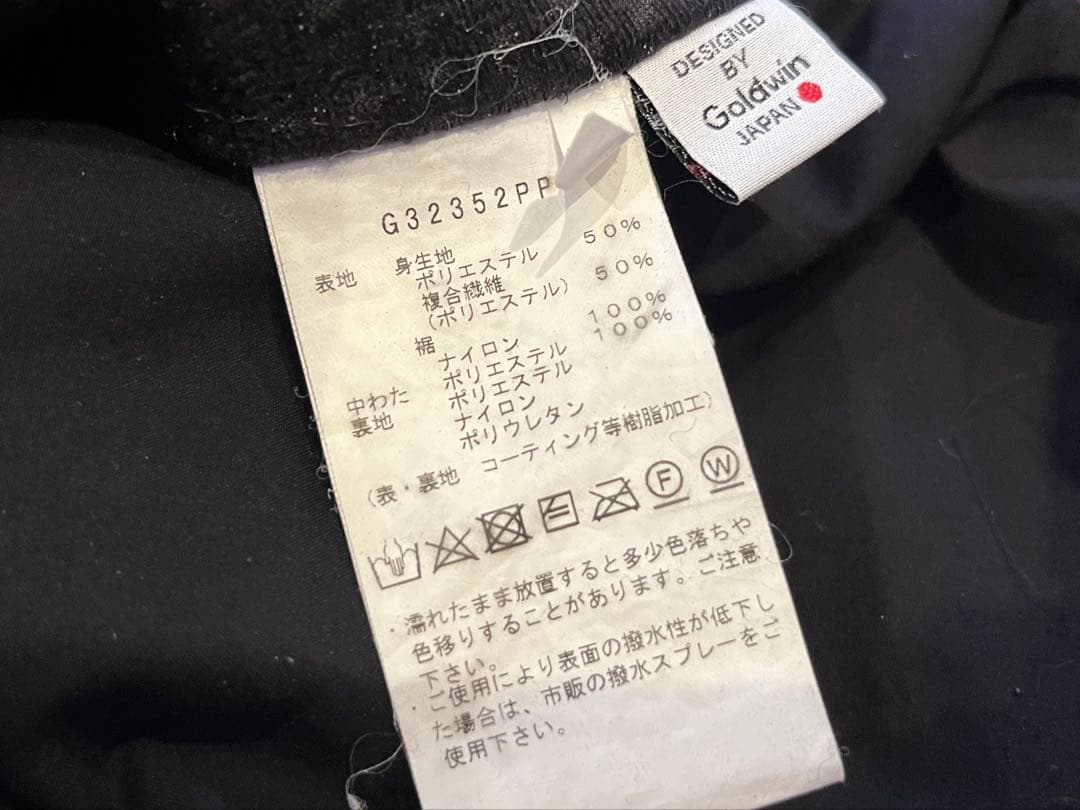 DESIGNED
BY
Goldwin
JAPAN
G32352PP
表地 身生地
ポリエステル 50%
複合繊維
(ポリエステル) 50%
裾
ナイロン 100%
ポリエステル 100%
中わた ポリエステル
裏地 ナイロン
ポリウレタン
(表・裏地 コーティング等樹脂加工)
F W
・濡れたまま放置すると多少色落ちや
色移りすることがあります。ご注意
下さい。
・ご使用により表面の撥水性が低下し
た場合は、市販の撥水スプレーをご
使用下さい。